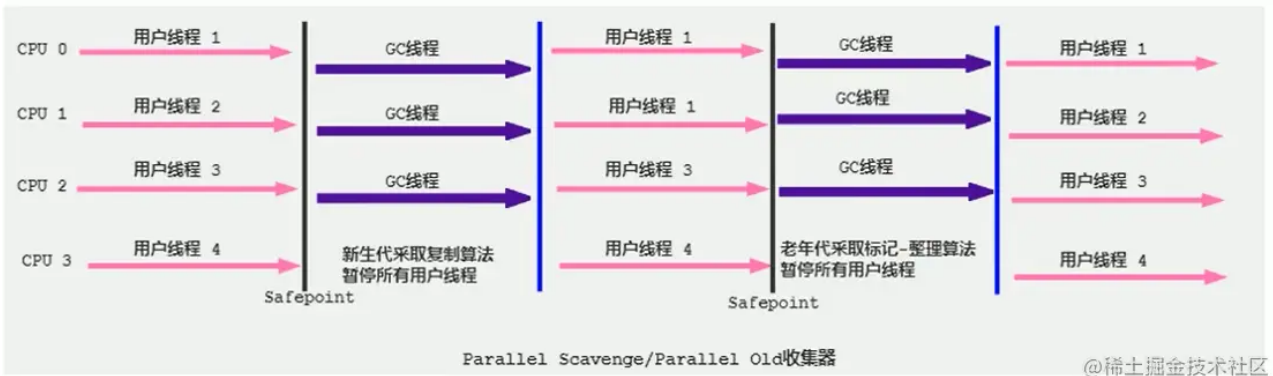 CPU 0 用户线程 1 GC线程 用户线程 1 GC线程 用户线程 1
CPU 1 用户线程 2 GC线程 用户线程 1 GC线程 用户线程 2
CPU 2 用户线程 3 GC线程 用户线程 3 GC线程 用户线程 3
CPU 3 用户线程 4 用户线程 4 用户线程 4
新生代采取复制算法
暂停所有用户线程
老年代采取标记-整理算法
暂停所有用户线程
Safepoint Safepoint
Parallel Scavenge/Parallel Old收集器
@稀土掘金技术社区